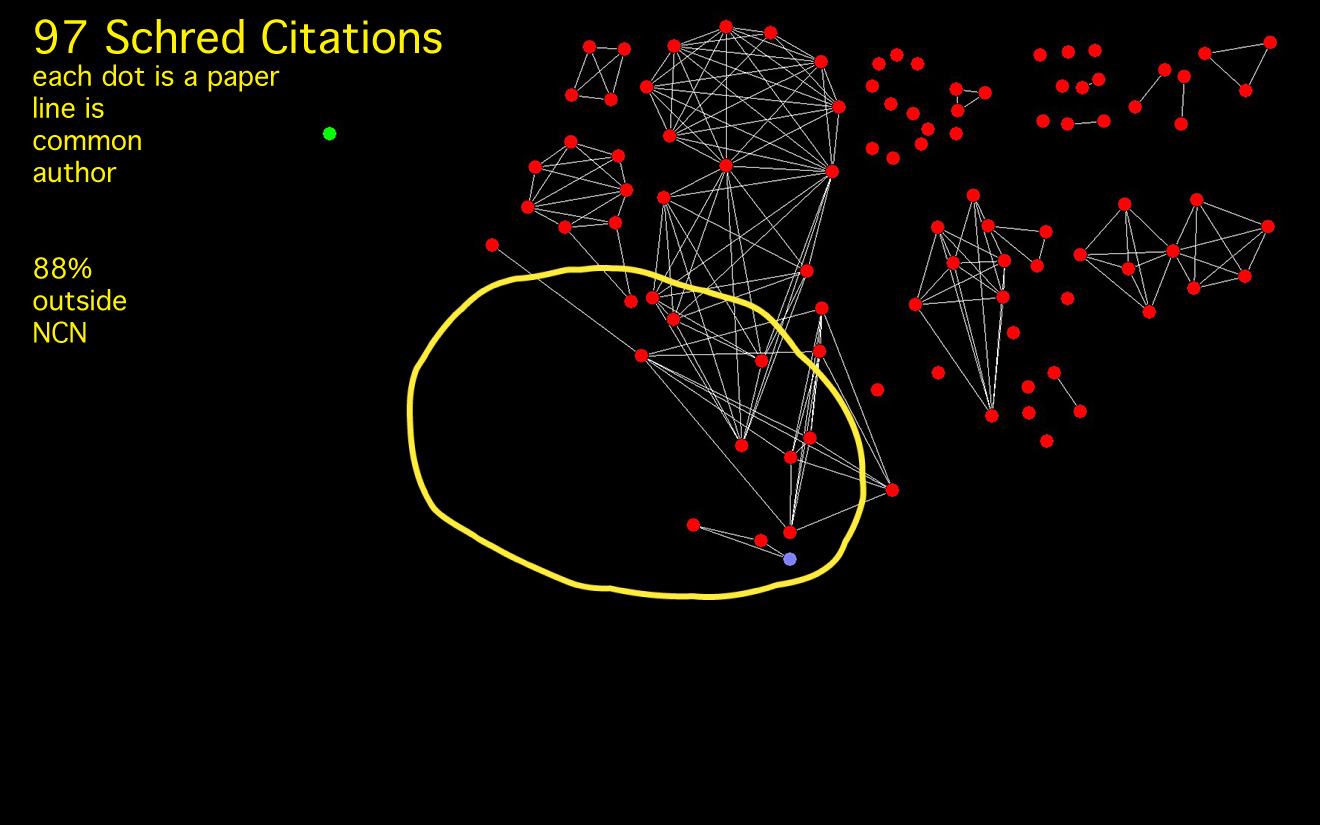 97 Schred Citations
each dot is a paper
line is
common
author
88%
outside
NCN